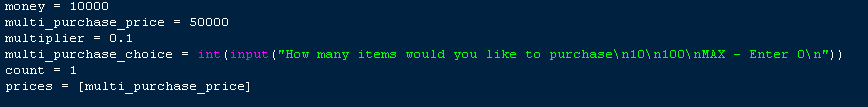 money = 10000
multi_purchase_price = 50000
multiplier = 0.1
multi_purchase_choice = int(input("How many items would you like to purchase\n10\n100\nMAX - Enter 0\n"))
count = 1
prices = [multi_purchase_price]